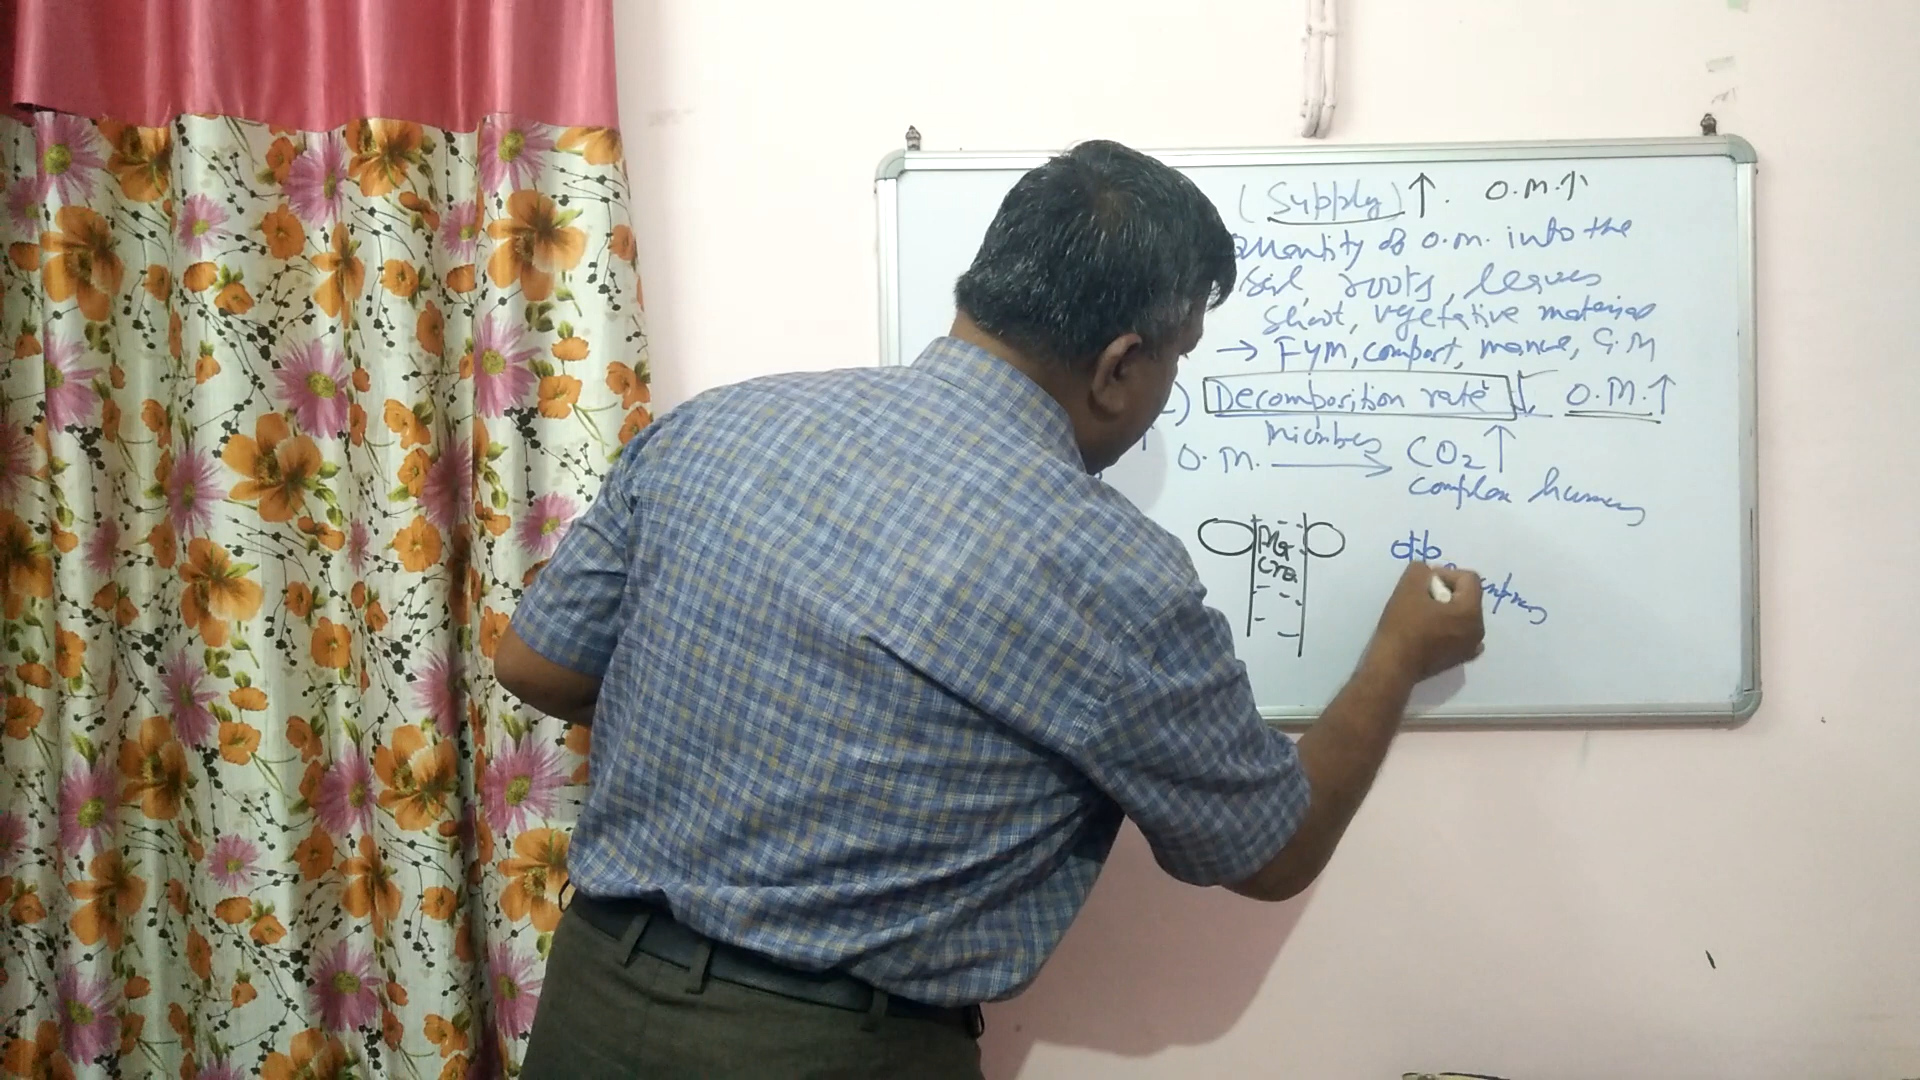 (Supply) ↑. O.M.↑
Quantity of O.M. into the
soil, roots, leaves
shoot, vegetative materials
→ FYM, compost, manure, G.M
2) Decomposition rate ↓ O.M.↑
O.M. microbes → CO2 ↑
complex humus